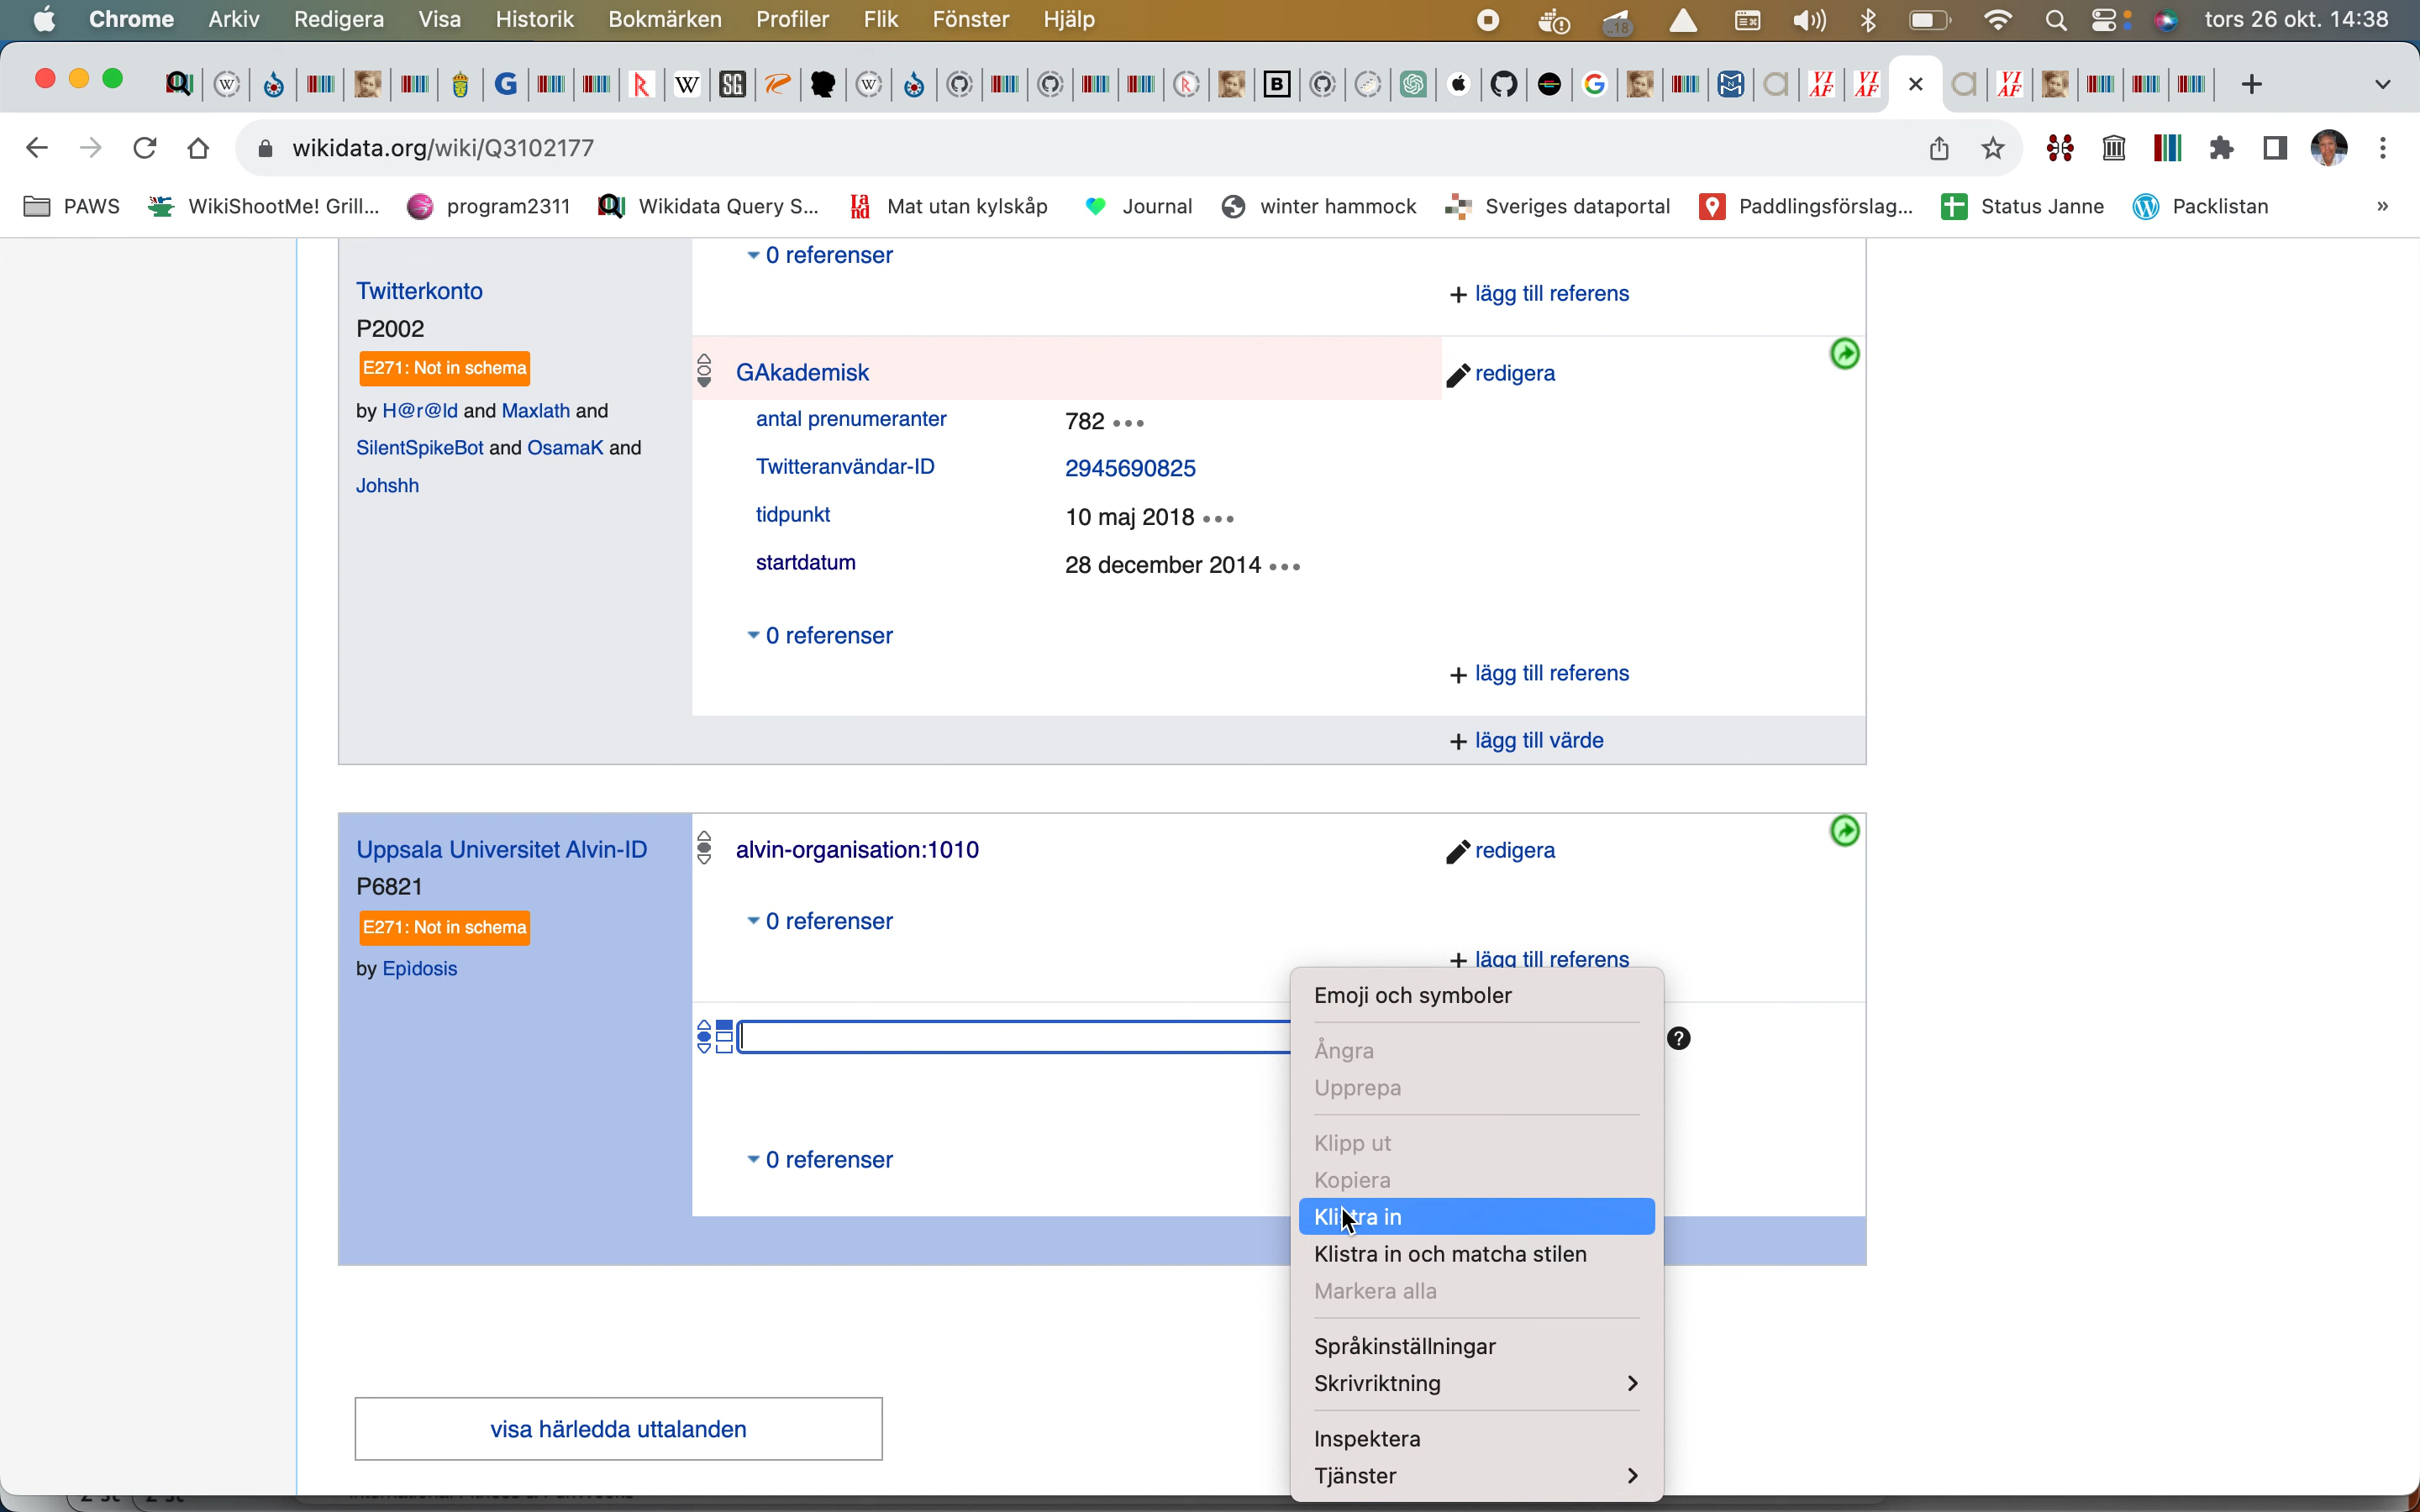 Chrome Arkiv Redigera Visa Historik Bokmärken Profiler Flik Fönster Hjälp tors 26 okt. 14:38
wikidata.org/wiki/Q3102177
PAWS WikiShootMe! Grill... program2311 Wikidata Query S... Mat utan kylskåp Journal winter hammock Sveriges dataportal Paddlingsförslag... Status Janne Packlistan »
0 referenser
Twitterkonto
+ lägg till referens
P2002
E271: Not in schema
GAkademisk
redigera
by H@r@ld and Maxlath and
antal prenumeranter 782
SilentSpikeBot and OsamaK and
Twitteranvändar-ID 2945690825
Johshh
tidpunkt 10 maj 2018
startdatum 28 december 2014
0 referenser
+ lägg till referens
+ lägg till värde
Uppsala Universitet Alvin-ID
alvin-organisation:1010
redigera
P6821
E271: Not in schema
0 referenser
by Epìdosis
+ lägg till referens
Emoji och symboler
Ångra
Upprepa
Klipp ut
Kopiera
Klistra in
Klistra in och matcha stilen
Markera alla
Språkinställningar
Skrivriktning
Inspektera
Tjänster
?
0 referenser
visa härledda uttalanden